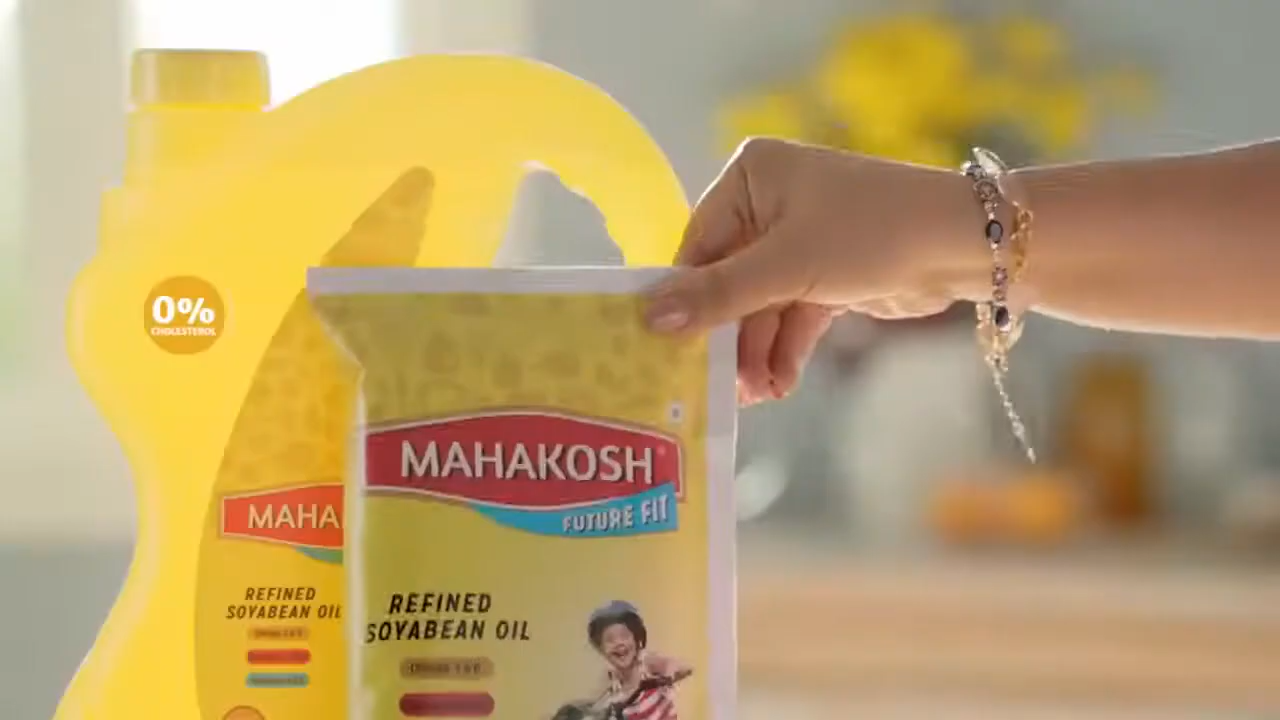 0%
CHOLESTEROL
MAHAKOSH
FUTURE FIT
MAHA
REFINED
SOYABEAN OIL
REFINED
SOYABEAN OIL